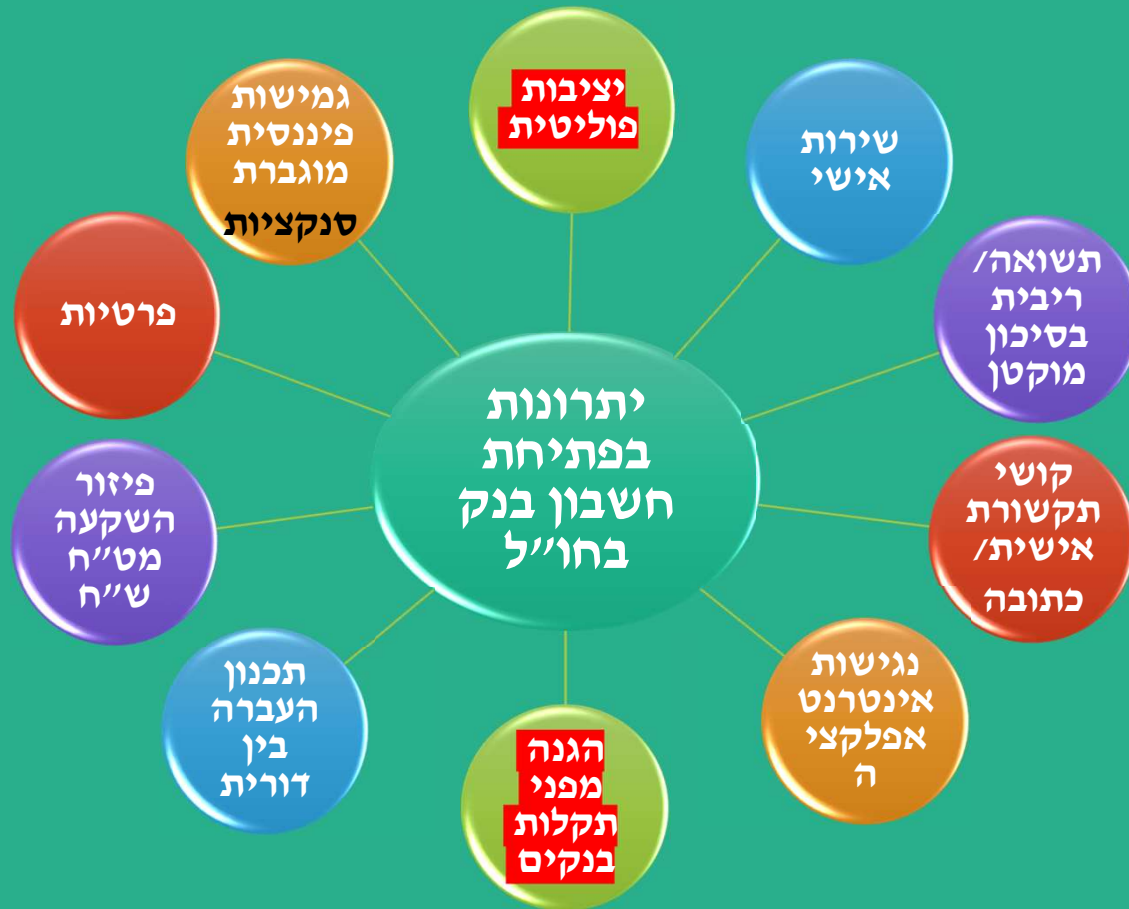 יתרונות
בפתיחת
חשבון בנק
בחו״ל
יציבות
פוליטית
שירות
אישי
תשואה/
ריבית
בסיכון
מוקטן
קושי
תקשורת
אישית/
כתובה
נגישות
אינטרנט
אפלקצי
ה
הגנה
מפני
תקלות
בנקים
תכנון
העברה
בין
דורית
פיזור
השקעה
מט״ח
ש״ח
פרטיות
גמישות
פיננסית
מוגברת
סנקציות